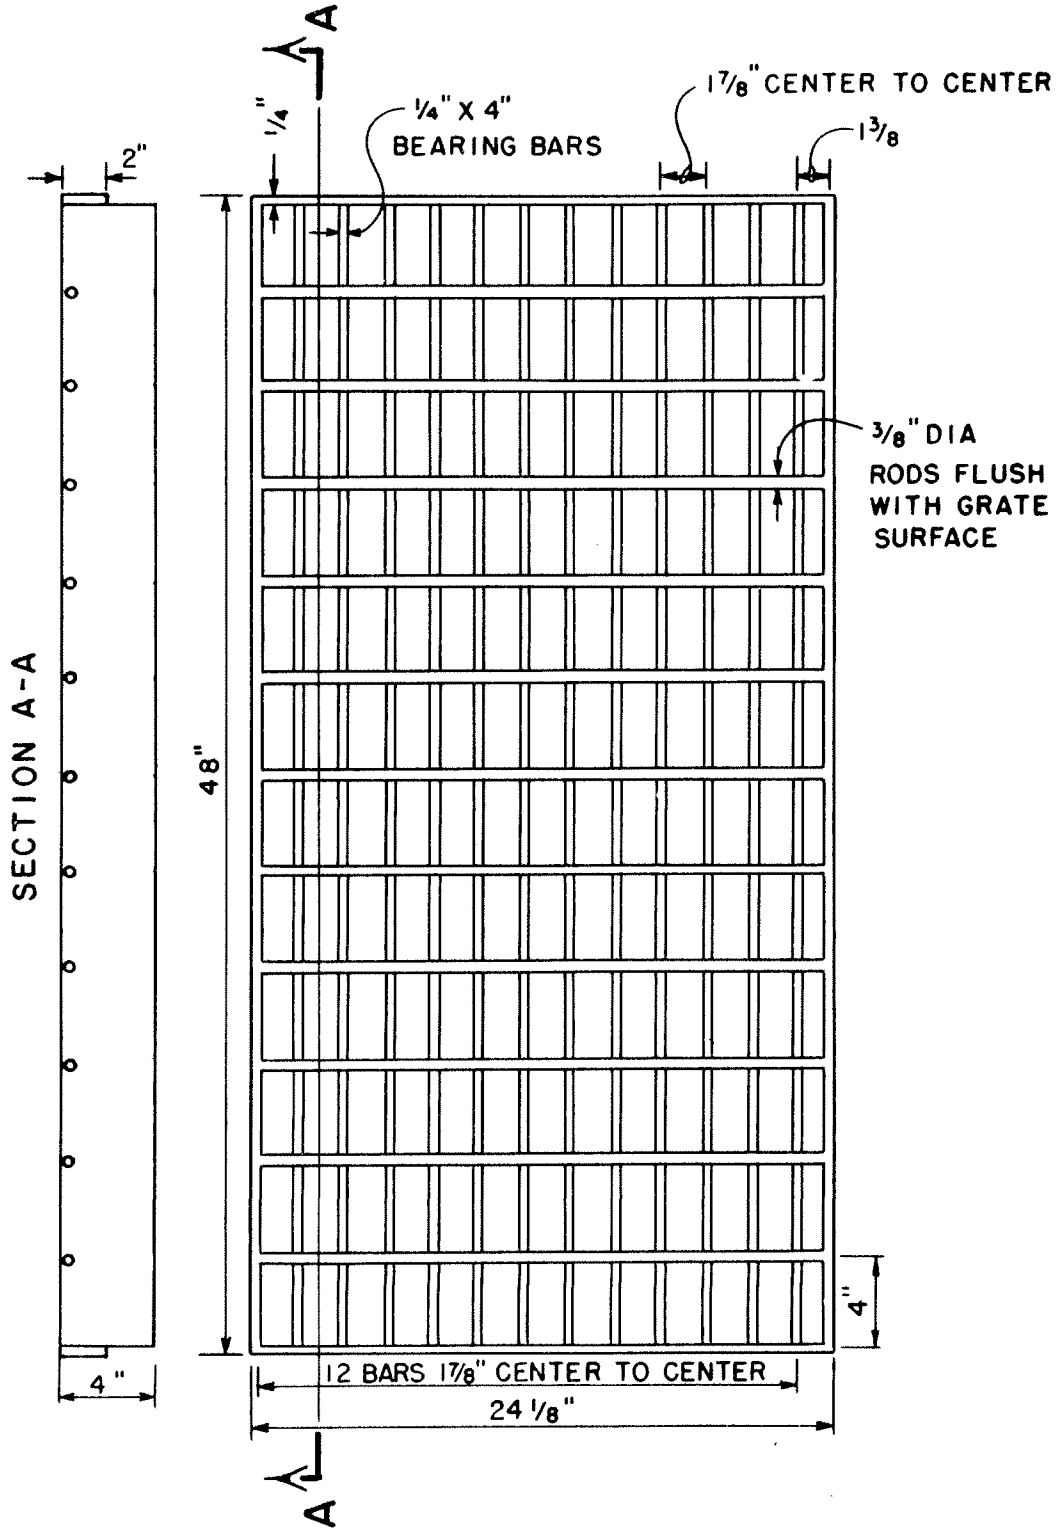 A
1/4"
1/4" X 4"
BEARING BARS
1 7/8" CENTER TO CENTER
1 3/8
2"
3/8" DIA
RODS FLUSH
WITH GRATE
SURFACE
SECTION A-A
48"
4"
4"
12 BARS 1 7/8" CENTER TO CENTER
24 1/8"
A